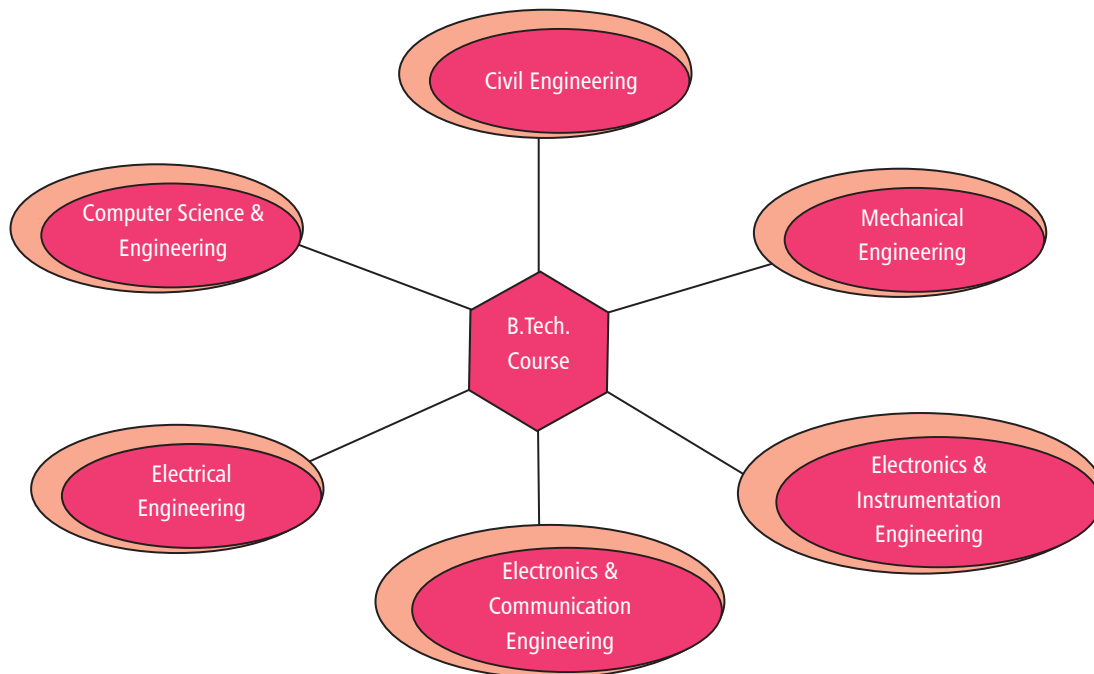 Civil Engineering
Computer Science &
Engineering
Mechanical
Engineering
B.Tech.
Course
Electrical
Engineering
Electronics &
Instrumentation
Engineering
Electronics &
Communication
Engineering